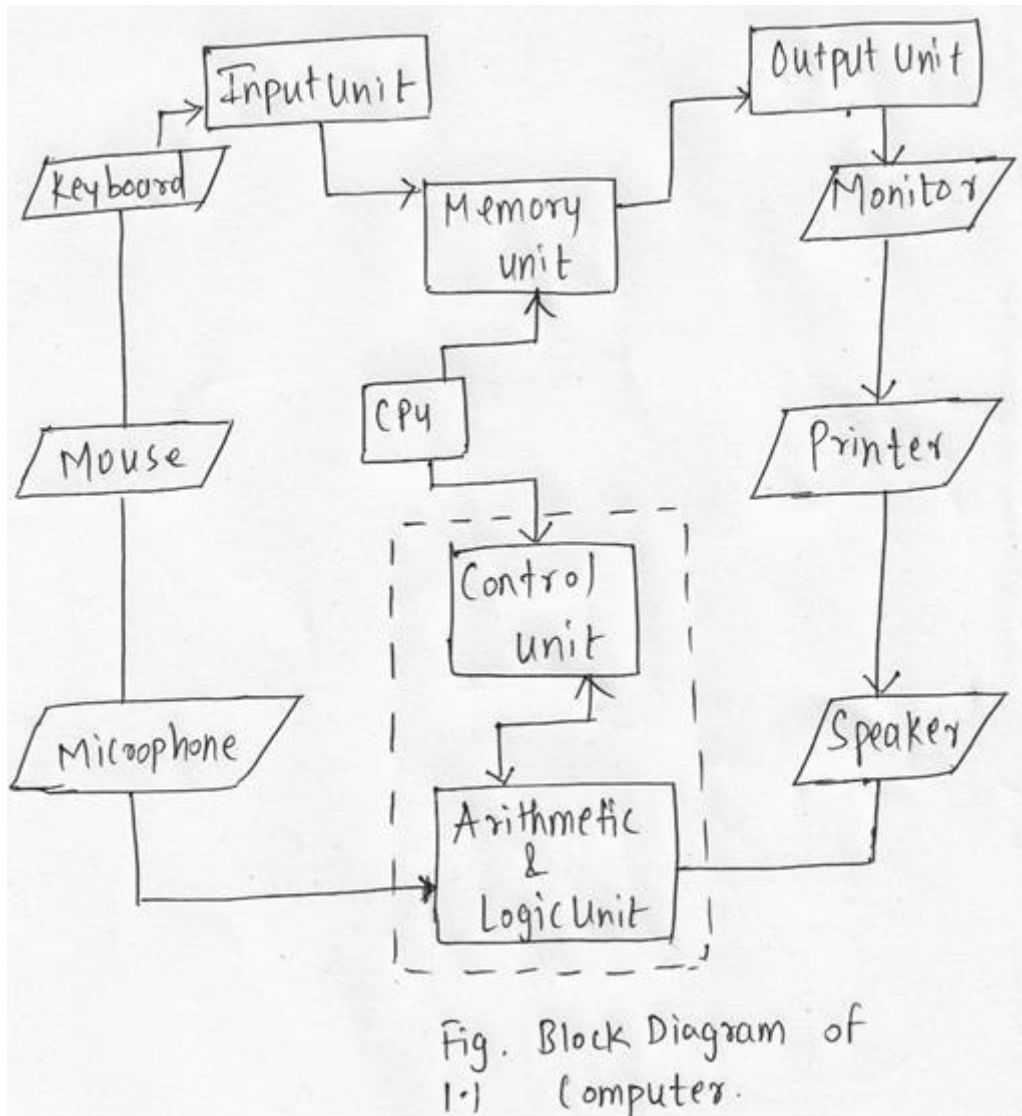 Input Unit
Output Unit
Keyboard
Memory
unit
Monitor
CPU
Mouse
Printer
Control
unit
Microphone
Speaker
Arithmetic
&
Logic Unit
Fig. Block Diagram of
1.1 Computer.